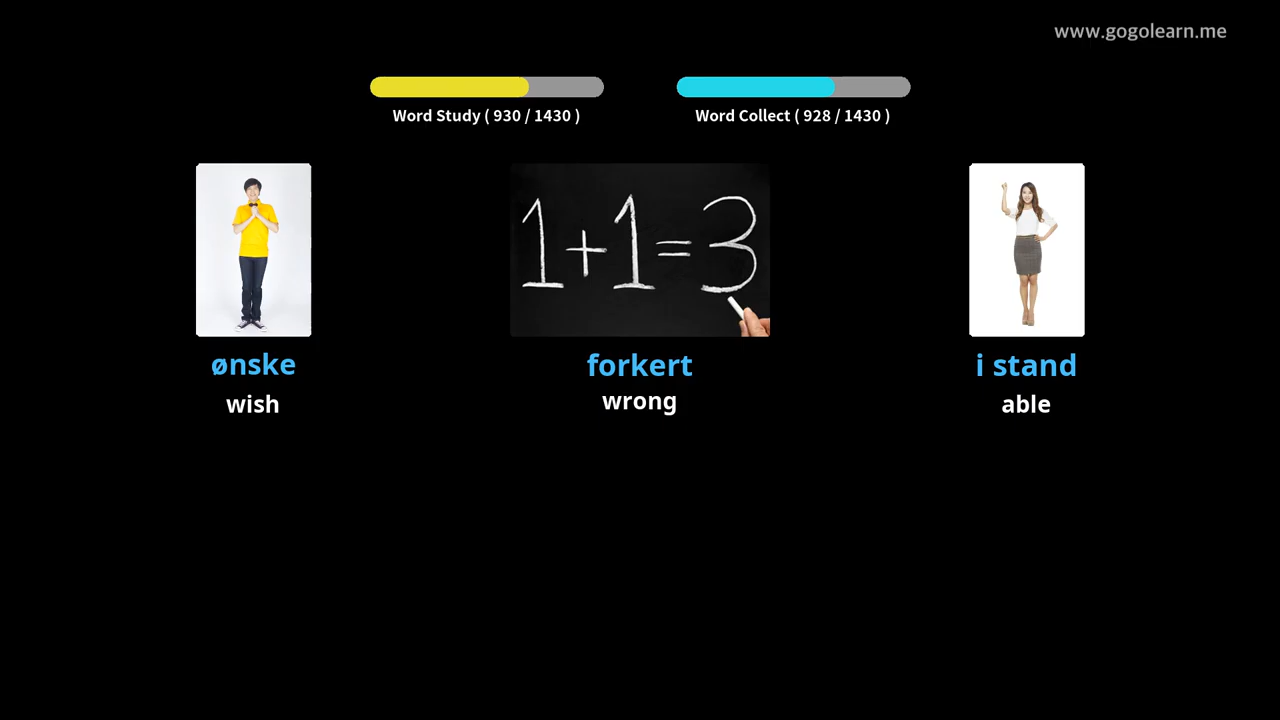 www.gogolearn.me
Word Study ( 930 / 1430 )
Word Collect ( 928 / 1430 )
1+1=3
ønske
wish
forkert
wrong
i stand
able